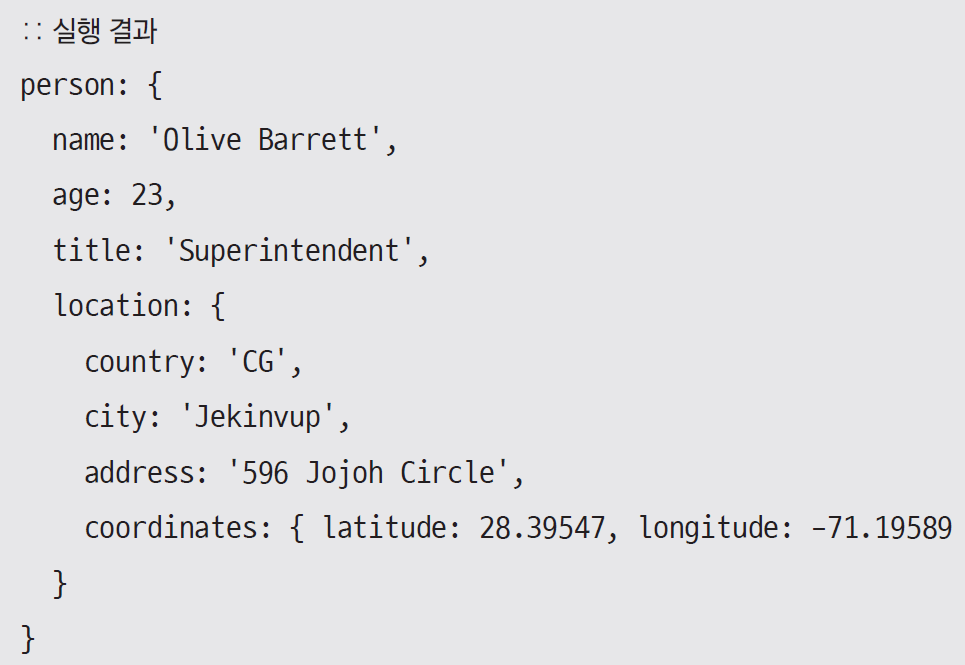 :: 실행 결과
person: {
  name: 'Olive Barrett',
  age: 23,
  title: 'Superintendent',
  location: {
    country: 'CG',
    city: 'Jekinvup',
    address: '596 Jojoh Circle',
    coordinates: { latitude: 28.39547, longitude: -71.19589
  }
}